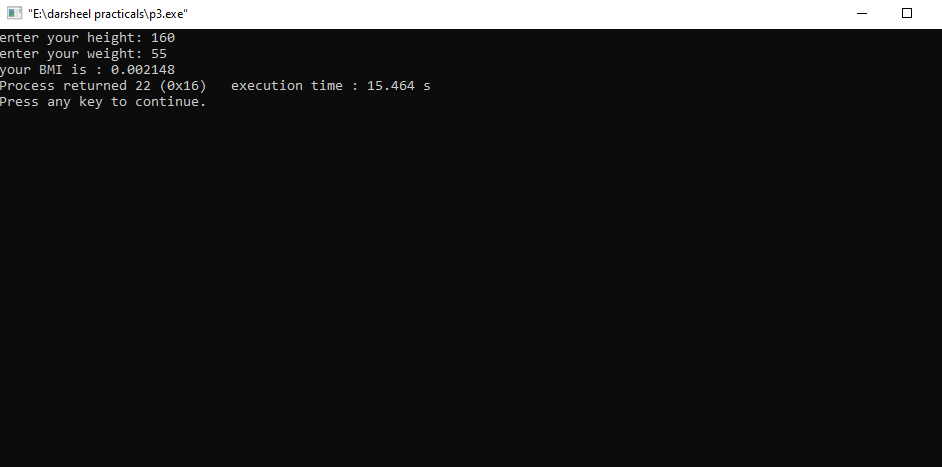 "E:\darsheel practicals\p3.exe"
enter your height: 160
enter your weight: 55
your BMI is : 0.002148
Process returned 22 (0x16)   execution time : 15.464 s
Press any key to continue.